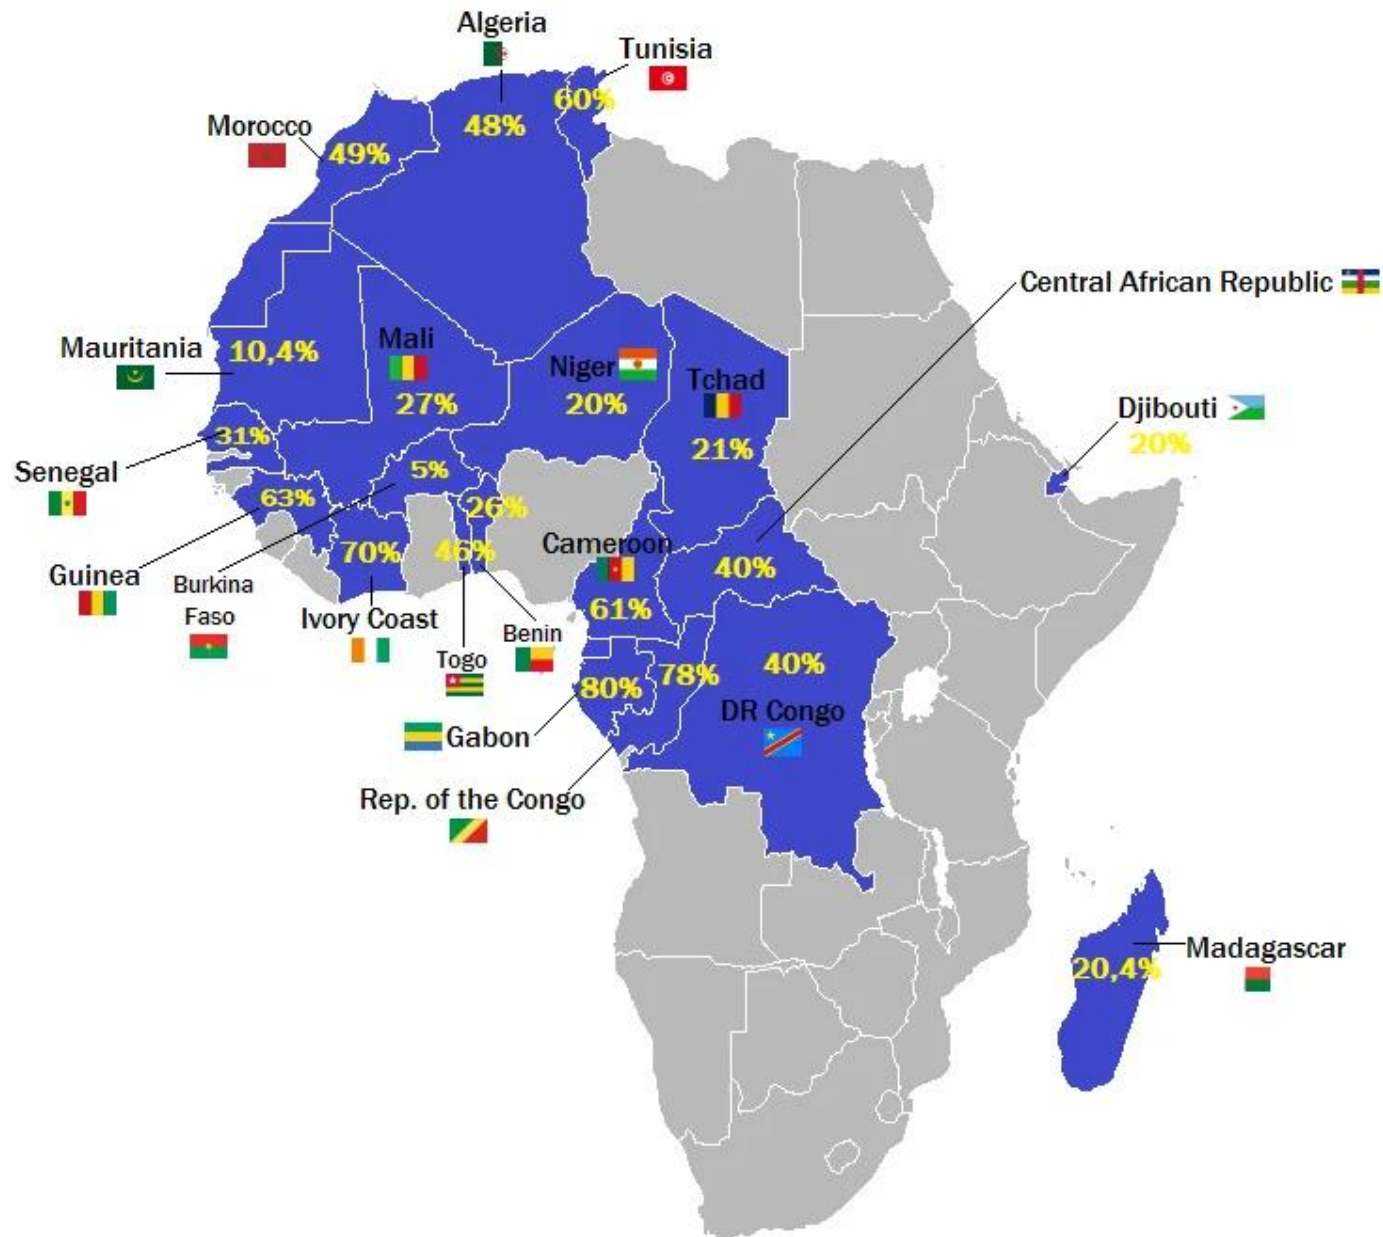 Algeria
Tunisia
60%
48%
Morocco
49%
Central African Republic
Mauritania
10,4%
Mali
27%
Niger
20%
Tchad
21%
Djibouti
20%
Senegal
31%
5%
63%
26%
Guinea
70%
46%
Cameroon
61%
40%
Burkina
Faso
Ivory Coast
Togo
Benin
80%
78%
40%
DR Congo
Gabon
Rep. of the Congo
Madagascar
20,4%